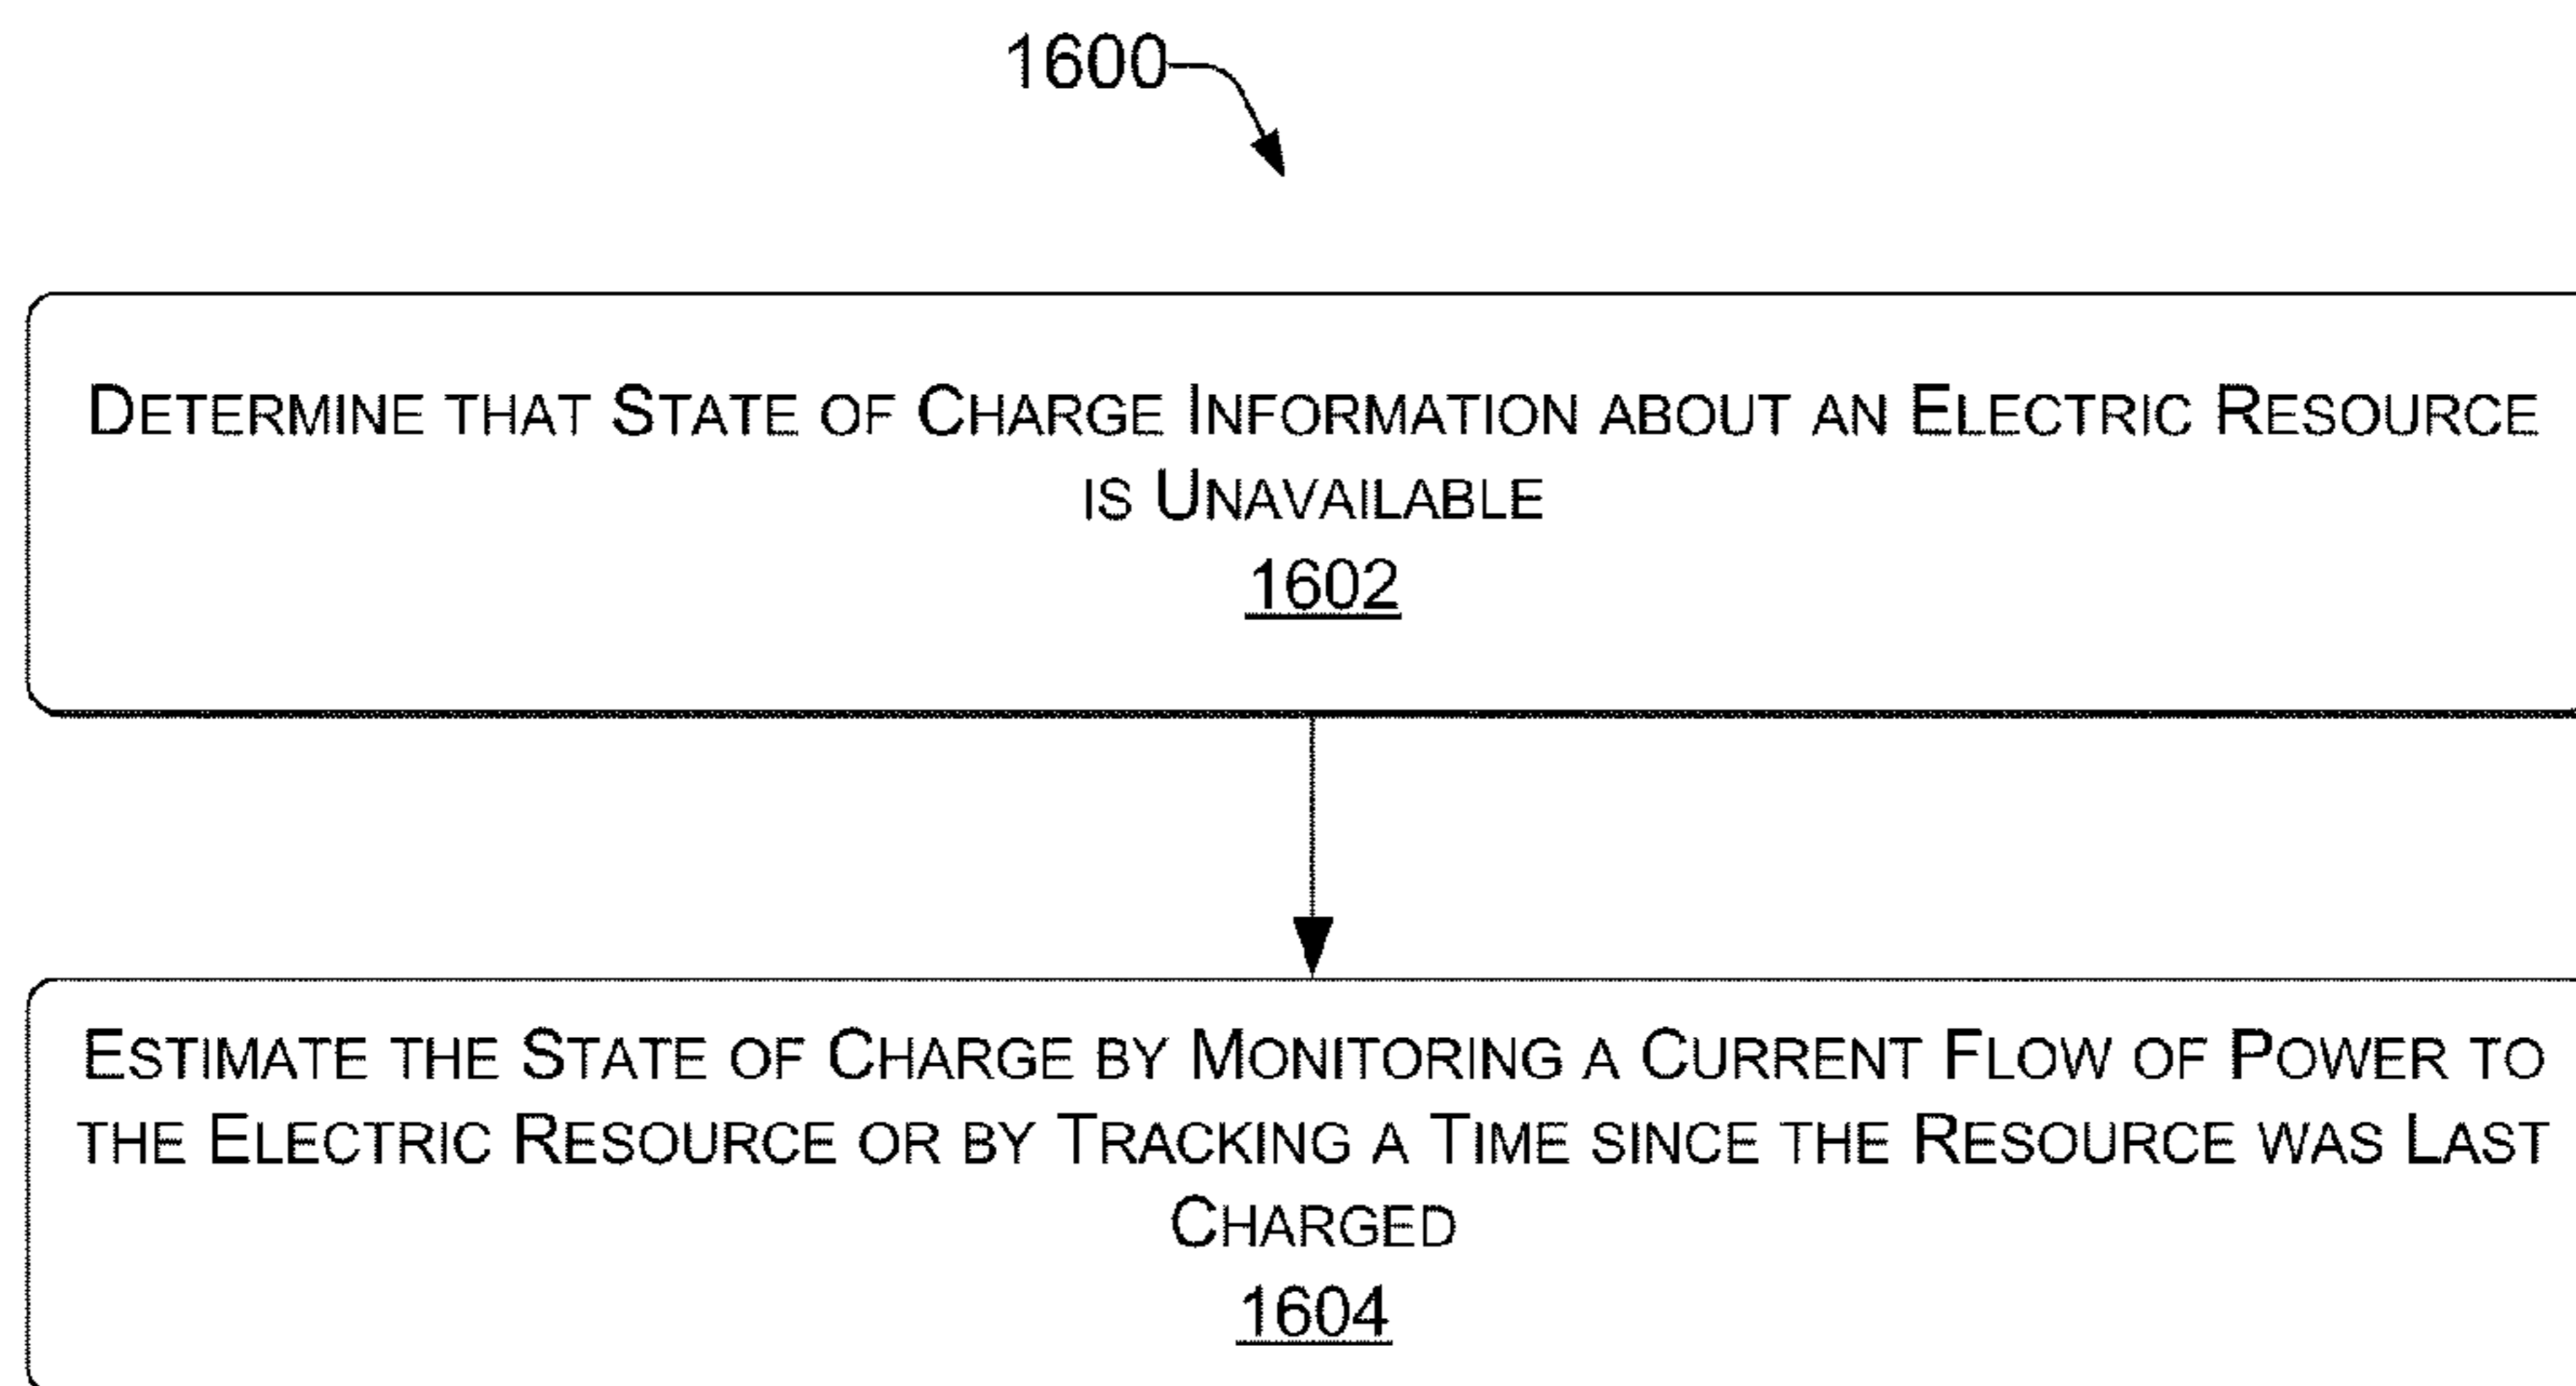 1600
DETERMINE THAT STATE OF CHARGE INFORMATION ABOUT AN ELECTRIC RESOURCE
IS UNAVAILABLE
1602
ESTIMATE THE STATE OF CHARGE BY MONITORING A CURRENT FLOW OF POWER TO
THE ELECTRIC RESOURCE OR BY TRACKING A TIME SINCE THE RESOURCE WAS LAST
CHARGED
1604